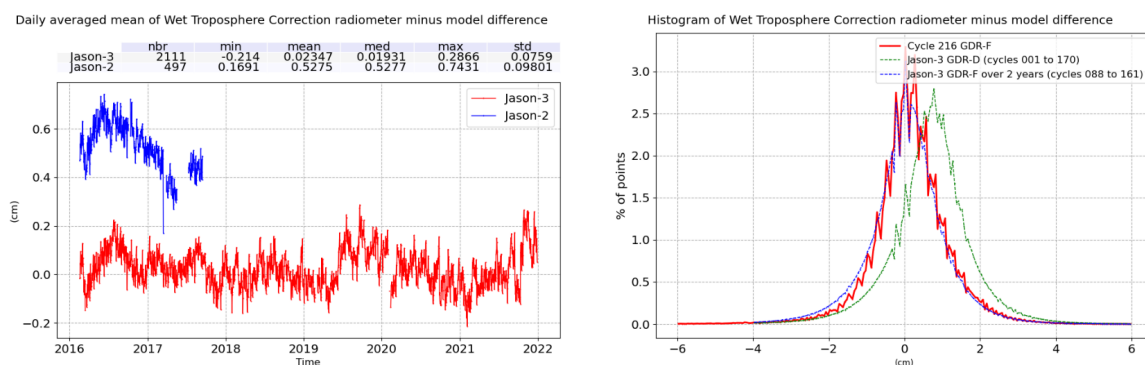 Daily averaged mean of Wet Troposphere Correction radiometer minus model difference
nbr min mean med max std
Jason-3 2111 -0.214 0.02347 0.01931 0.2866 0.0759
Jason-2 497 0.1691 0.5275 0.5277 0.7431 0.09801
Jason-3
Jason-2
(cm)
0.6
0.4
0.2
0.0
−0.2
2016 2017 2018 2019 2020 2021 2022
Time
Histogram of Wet Troposphere Correction radiometer minus model difference
Cycle 216 GDR-F
Jason-3 GDR-D (cycles 001 to 170)
Jason-3 GDR-F over 2 years (cycles 088 to 161)
% of points
3.0
2.5
2.0
1.5
1.0
0.5
0.0
−6 −4 −2 0 2 4 6
(cm)